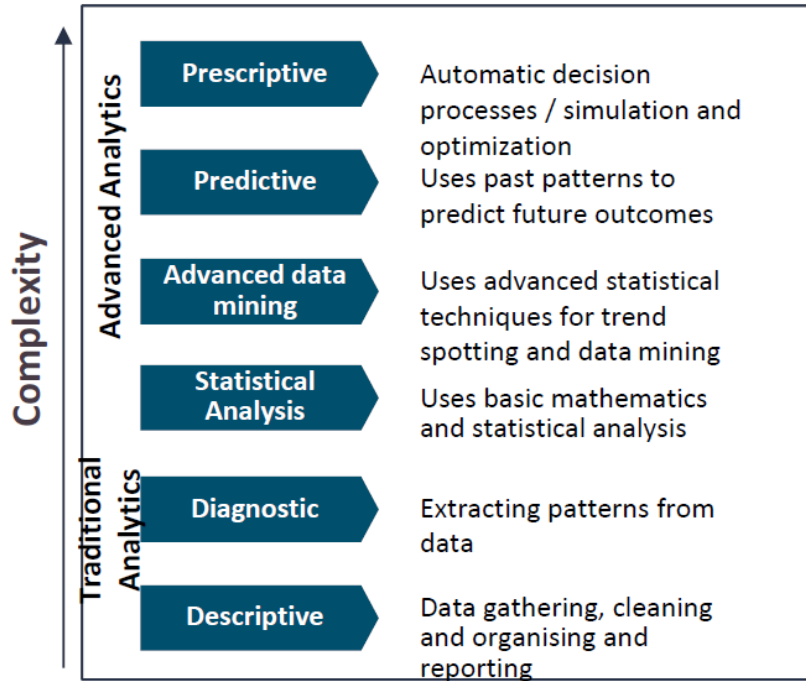 Complexity
Advanced Analytics
Traditional
Analytics
Prescriptive
Automatic decision
processes / simulation and
optimization
Predictive
Uses past patterns to
predict future outcomes
Advanced data
mining
Uses advanced statistical
techniques for trend
spotting and data mining
Statistical
Analysis
Uses basic mathematics
and statistical analysis
Diagnostic
Extracting patterns from
data
Descriptive
Data gathering, cleaning
and organising and
reporting